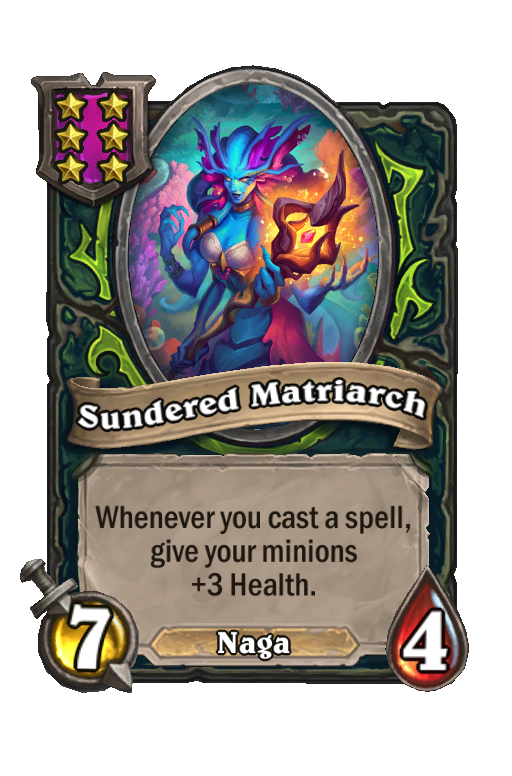 Sundered Matriarch
Whenever you cast a spell,
give your minions
+3 Health.
7
Naga
4